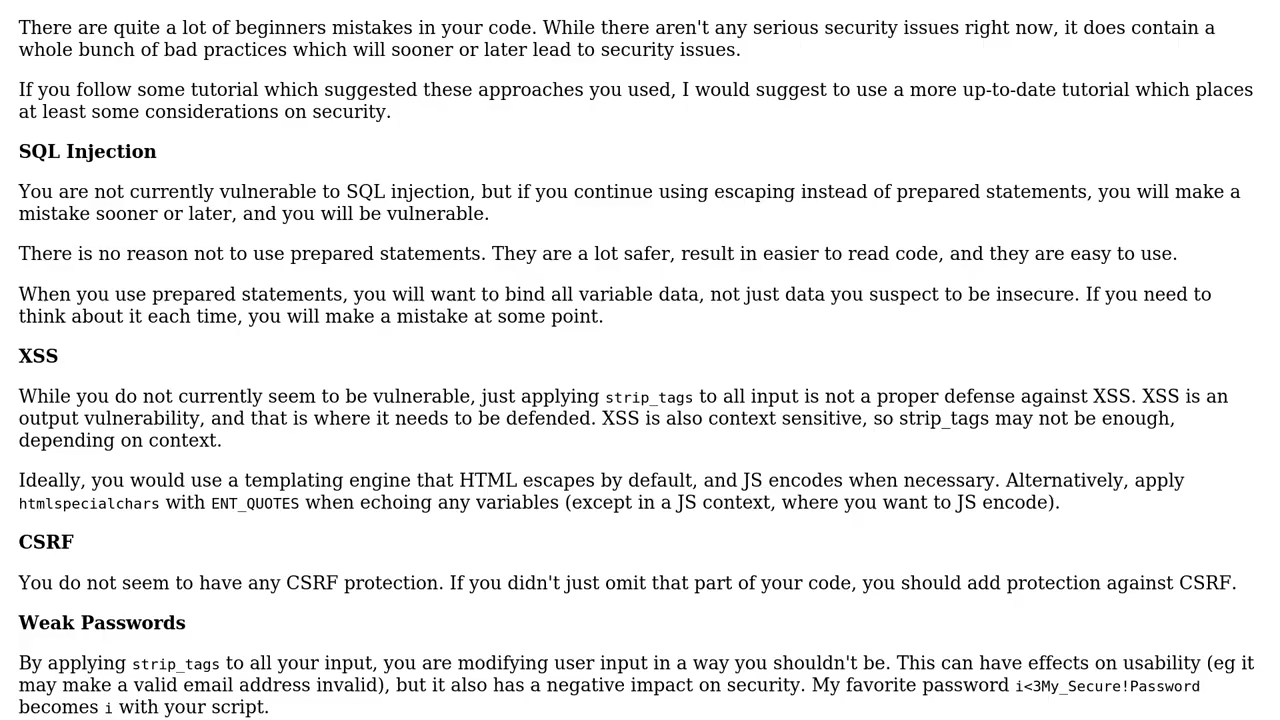 There are quite a lot of beginners mistakes in your code. While there aren't any serious security issues right now, it does contain a
whole bunch of bad practices which will sooner or later lead to security issues.
If you follow some tutorial which suggested these approaches you used, I would suggest to use a more up-to-date tutorial which places
at least some considerations on security.
SQL Injection
You are not currently vulnerable to SQL injection, but if you continue using escaping instead of prepared statements, you will make a
mistake sooner or later, and you will be vulnerable.
There is no reason not to use prepared statements. They are a lot safer, result in easier to read code, and they are easy to use.
When you use prepared statements, you will want to bind all variable data, not just data you suspect to be insecure. If you need to
think about it each time, you will make a mistake at some point.
XSS
While you do not currently seem to be vulnerable, just applying strip_tags to all input is not a proper defense against XSS. XSS is an
output vulnerability, and that is where it needs to be defended. XSS is also context sensitive, so strip_tags may not be enough,
depending on context.
Ideally, you would use a templating engine that HTML escapes by default, and JS encodes when necessary. Alternatively, apply
htmlspecialchars with ENT_QUOTES when echoing any variables (except in a JS context, where you want to JS encode).
CSRF
You do not seem to have any CSRF protection. If you didn't just omit that part of your code, you should add protection against CSRF.
Weak Passwords
By applying strip_tags to all your input, you are modifying user input in a way you shouldn't be. This can have effects on usability (eg it
may make a valid email address invalid), but it also has a negative impact on security. My favorite password i<3My_Secure!Password
becomes i with your script.